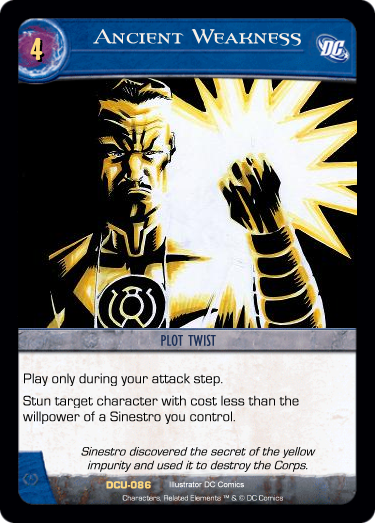 4
Ancient Weakness
DC
PLOT TWIST
Play only during your attack step.
Stun target character with cost less than the
willpower of a Sinestro you control.
Sinestro discovered the secret of the yellow
impurity and used it to destroy the Corps.
DCU-086 Illustrator DC Comics
Characters, Related Elements ™ & © DC Comics